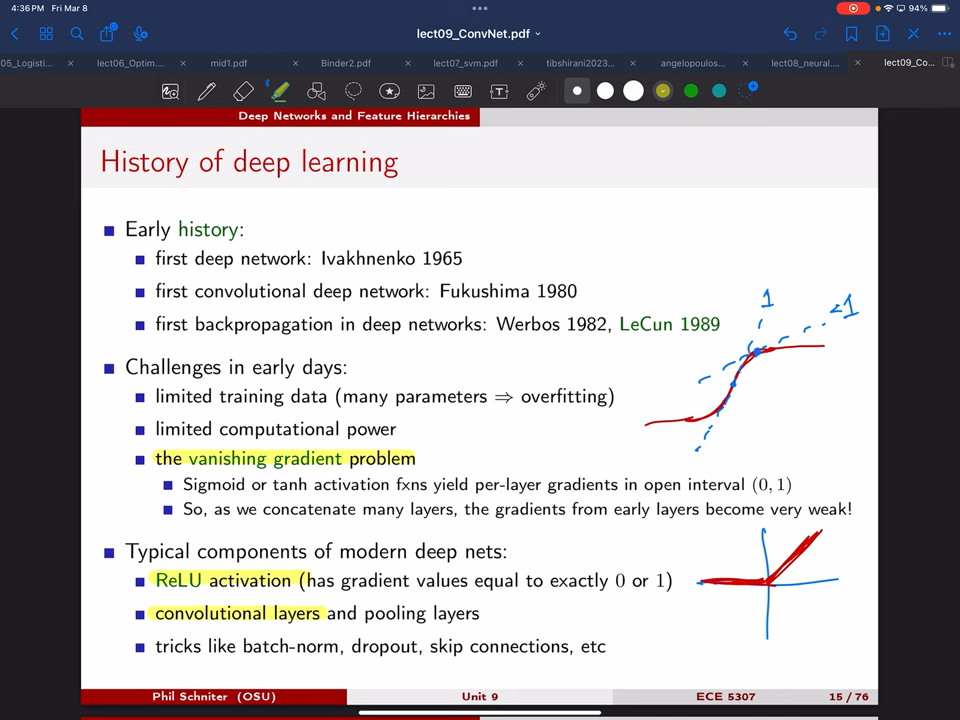 4:36 PM Fri Mar 8
94%
lect09_ConvNet.pdf
05_Logisti...
lect06_Optim...
mid1.pdf
Binder2.pdf
lect07_svm.pdf
tibshirani2023...
angelopoulos...
lect08_neural...
lect09_Co...
Deep Networks and Feature Hierarchies
History of deep learning
Early history:
first deep network: Ivakhnenko 1965
first convolutional deep network: Fukushima 1980
first backpropagation in deep networks: Werbos 1982, LeCun 1989
1
<1
Challenges in early days:
limited training data (many parameters ⇒ overfitting)
limited computational power
the vanishing gradient problem
Sigmoid or tanh activation fxns yield per-layer gradients in open interval (0, 1)
So, as we concatenate many layers, the gradients from early layers become very weak!
Typical components of modern deep nets:
ReLU activation (has gradient values equal to exactly 0 or 1)
convolutional layers and pooling layers
tricks like batch-norm, dropout, skip connections, etc
Phil Schniter (OSU)
Unit 9
ECE 5307
15 / 76